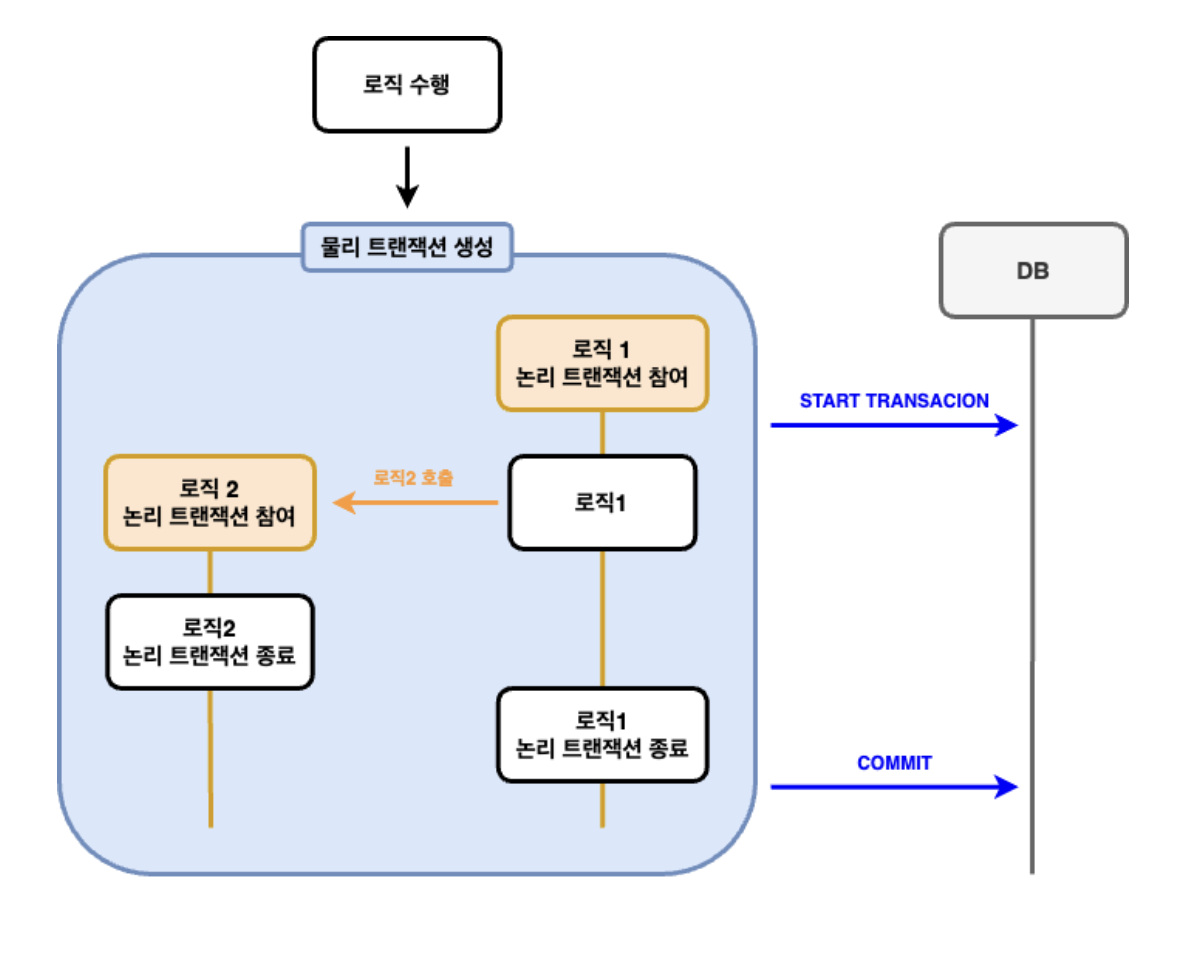 로직 수행
물리 트랜잭션 생성
DB
로직 1
논리 트랜잭션 참여
START TRANSACION
로직 2
논리 트랜잭션 참여
로직2 호출
로직1
로직2
논리 트랜잭션 종료
로직1
논리 트랜잭션 종료
COMMIT